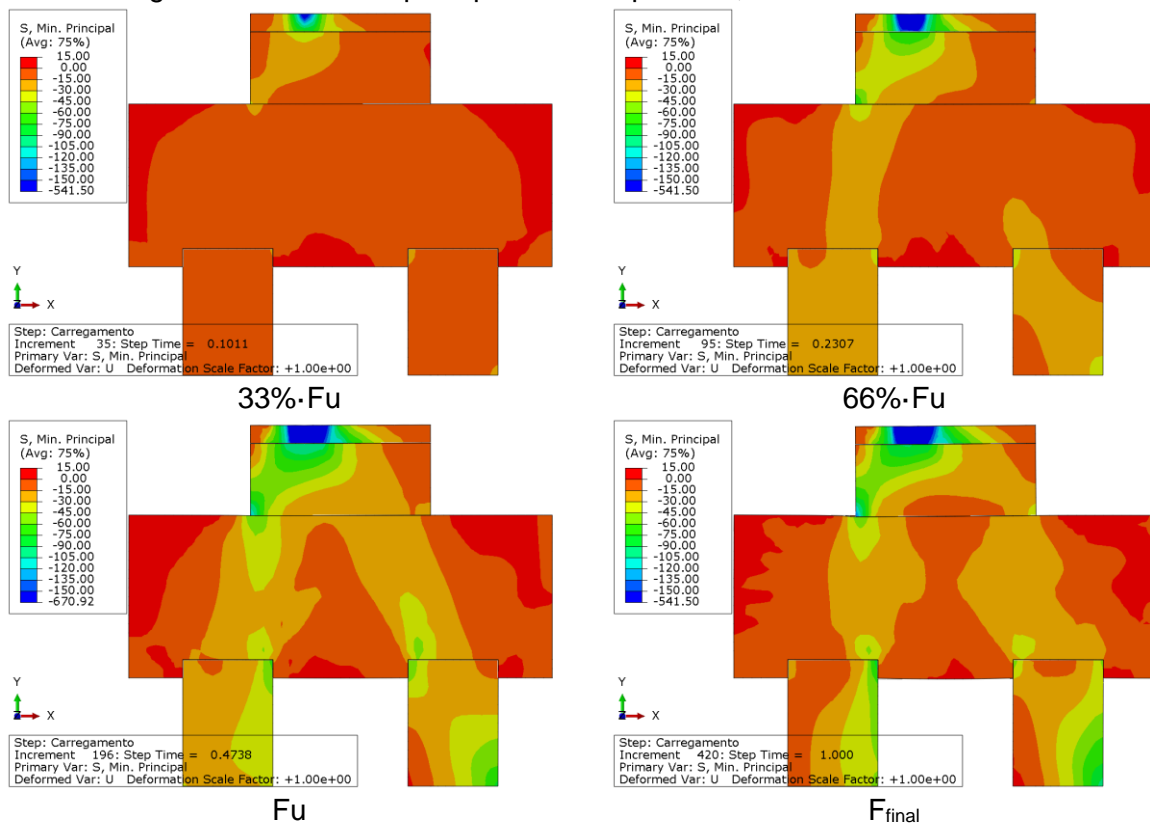 S, Min. Principal
(Avg: 75%)
15.00
0.00
-15.00
-30.00
-45.00
-60.00
-75.00
-90.00
-105.00
-120.00
-135.00
-150.00
-541.50
Y
X
Z
Step: Carregamento
Increment 35: Step Time = 0.1011
Primary Var: S, Min. Principal
Deformed Var: U Deformation Scale Factor: +1.00e+00
33%·Fu
S, Min. Principal
(Avg: 75%)
15.00
0.00
-15.00
-30.00
-45.00
-60.00
-75.00
-90.00
-105.00
-120.00
-135.00
-150.00
-541.50
Y
X
Z
Step: Carregamento
Increment 95: Step Time = 0.2307
Primary Var: S, Min. Principal
Deformed Var: U Deformation Scale Factor: +1.00e+00
66%·Fu
S, Min. Principal
(Avg: 75%)
15.00
0.00
-15.00
-30.00
-45.00
-60.00
-75.00
-90.00
-105.00
-120.00
-135.00
-150.00
-670.92
Y
X
Z
Step: Carregamento
Increment 196: Step Time = 0.4738
Primary Var: S, Min. Principal
Deformed Var: U Deformation Scale Factor: +1.00e+00
Fu
S, Min. Principal
(Avg: 75%)
15.00
0.00
-15.00
-30.00
-45.00
-60.00
-75.00
-90.00
-105.00
-120.00
-135.00
-150.00
-541.50
Y
X
Z
Step: Carregamento
Increment 420: Step Time = 1.000
Primary Var: S, Min. Principal
Deformed Var: U Deformation Scale Factor: +1.00e+00
Ffinal